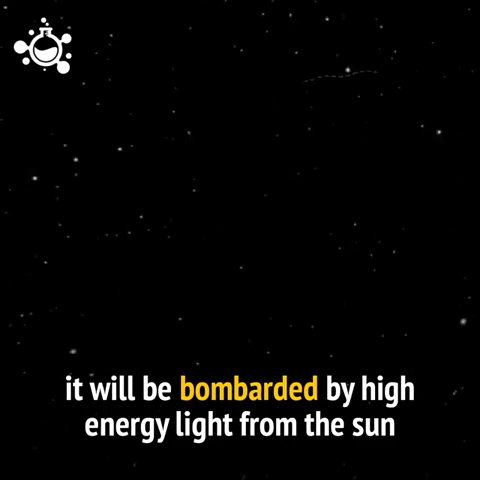 it will be bombarded by high
energy light from the sun